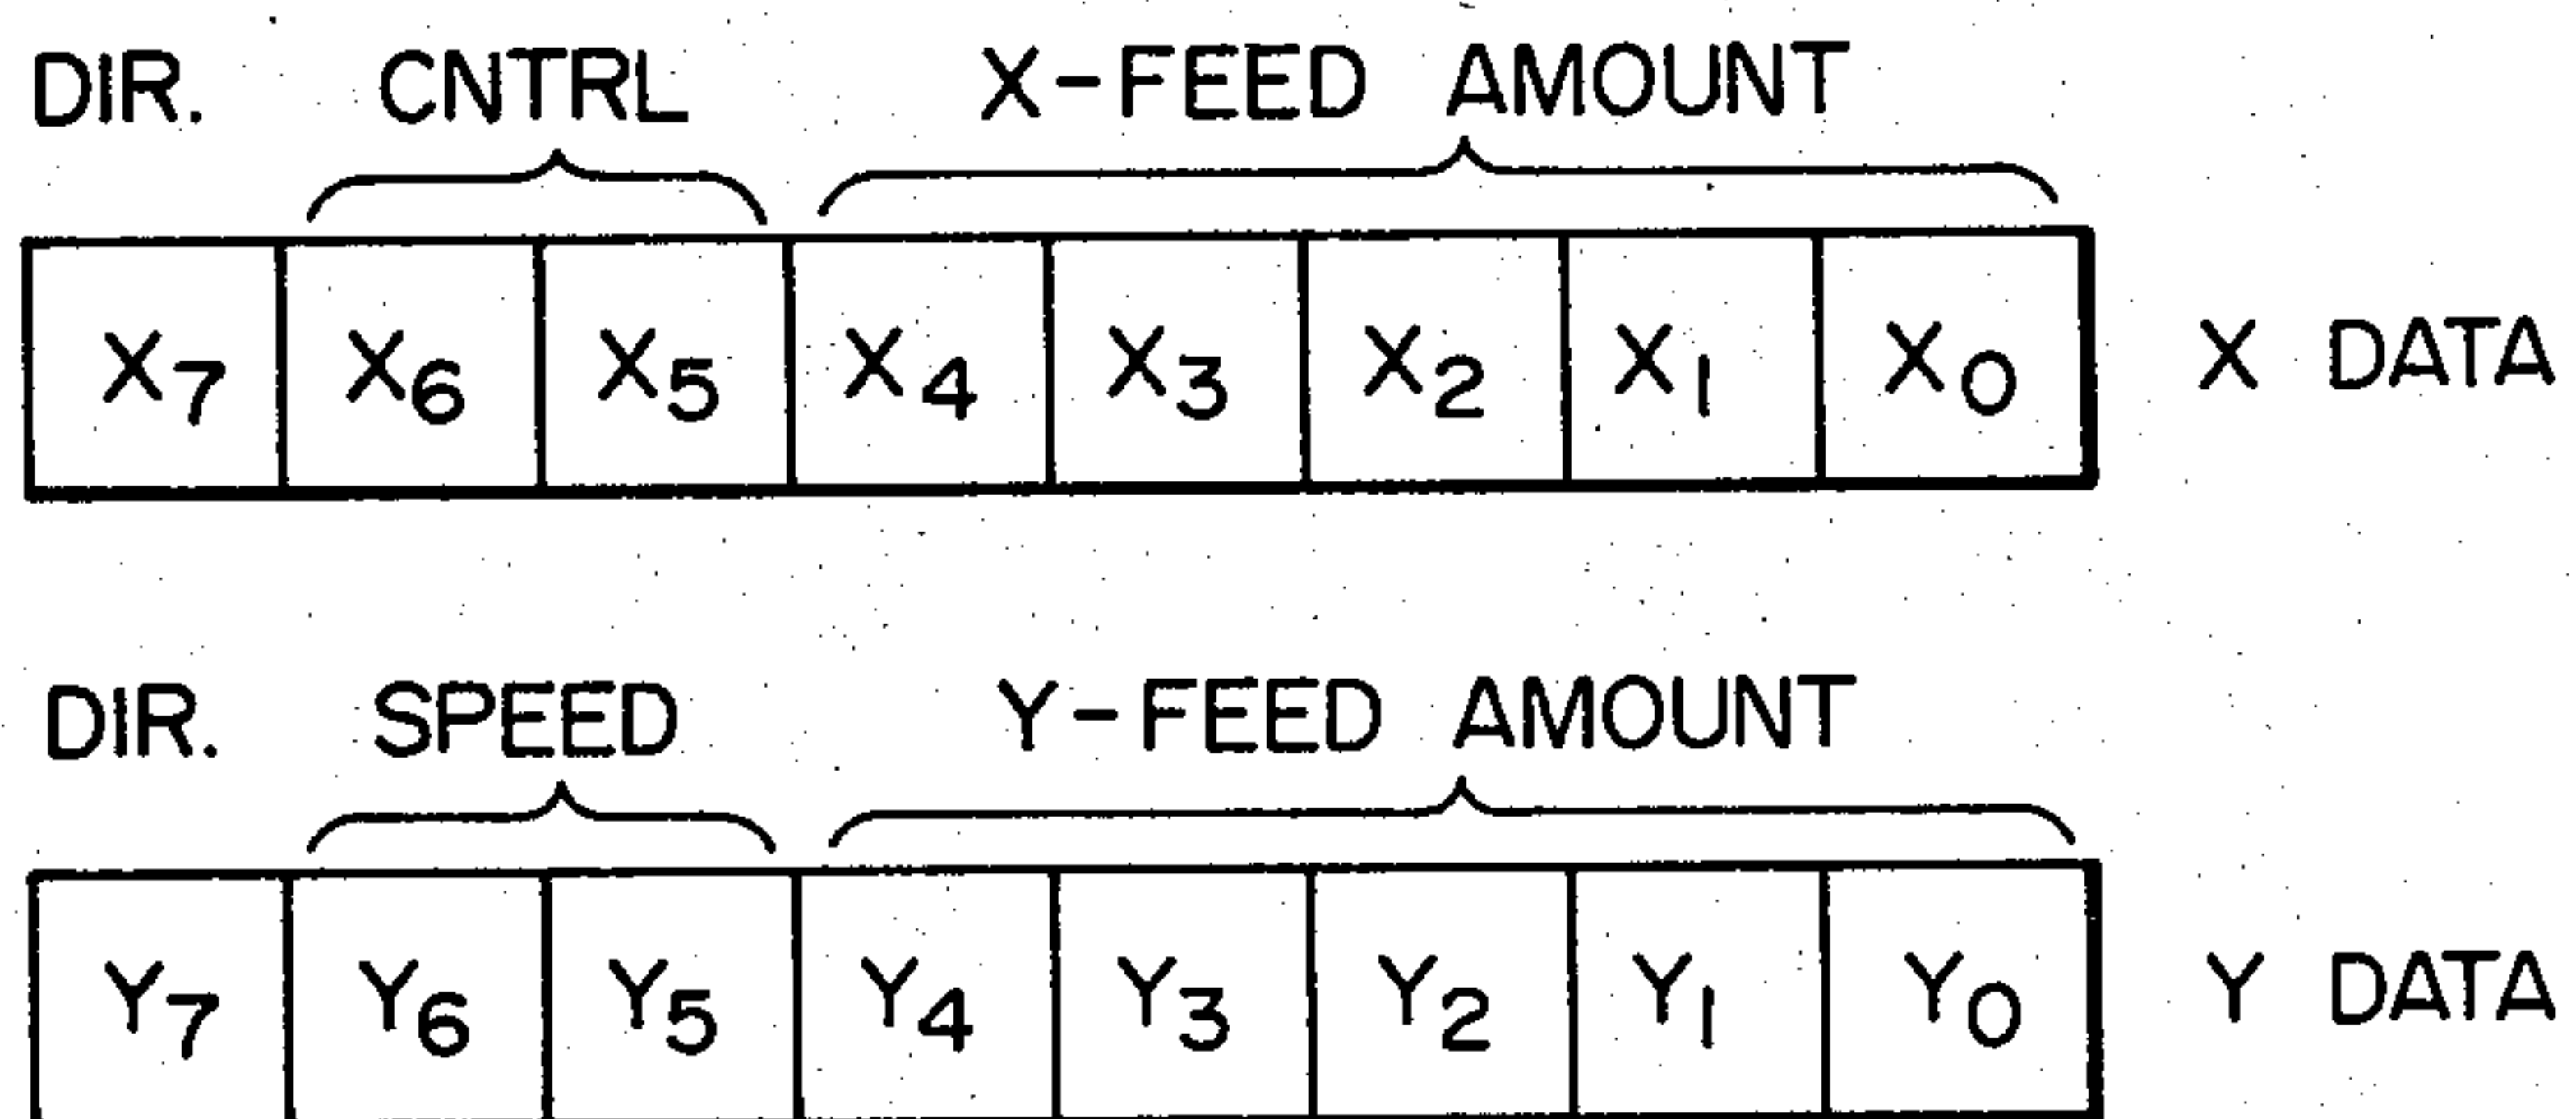 DIR. CNTRL X-FEED AMOUNT
X7 X6 X5 X4 X3 X2 X1 X0 X DATA
DIR. SPEED Y-FEED AMOUNT
Y7 Y6 Y5 Y4 Y3 Y2 Y1 Y0 Y DATA